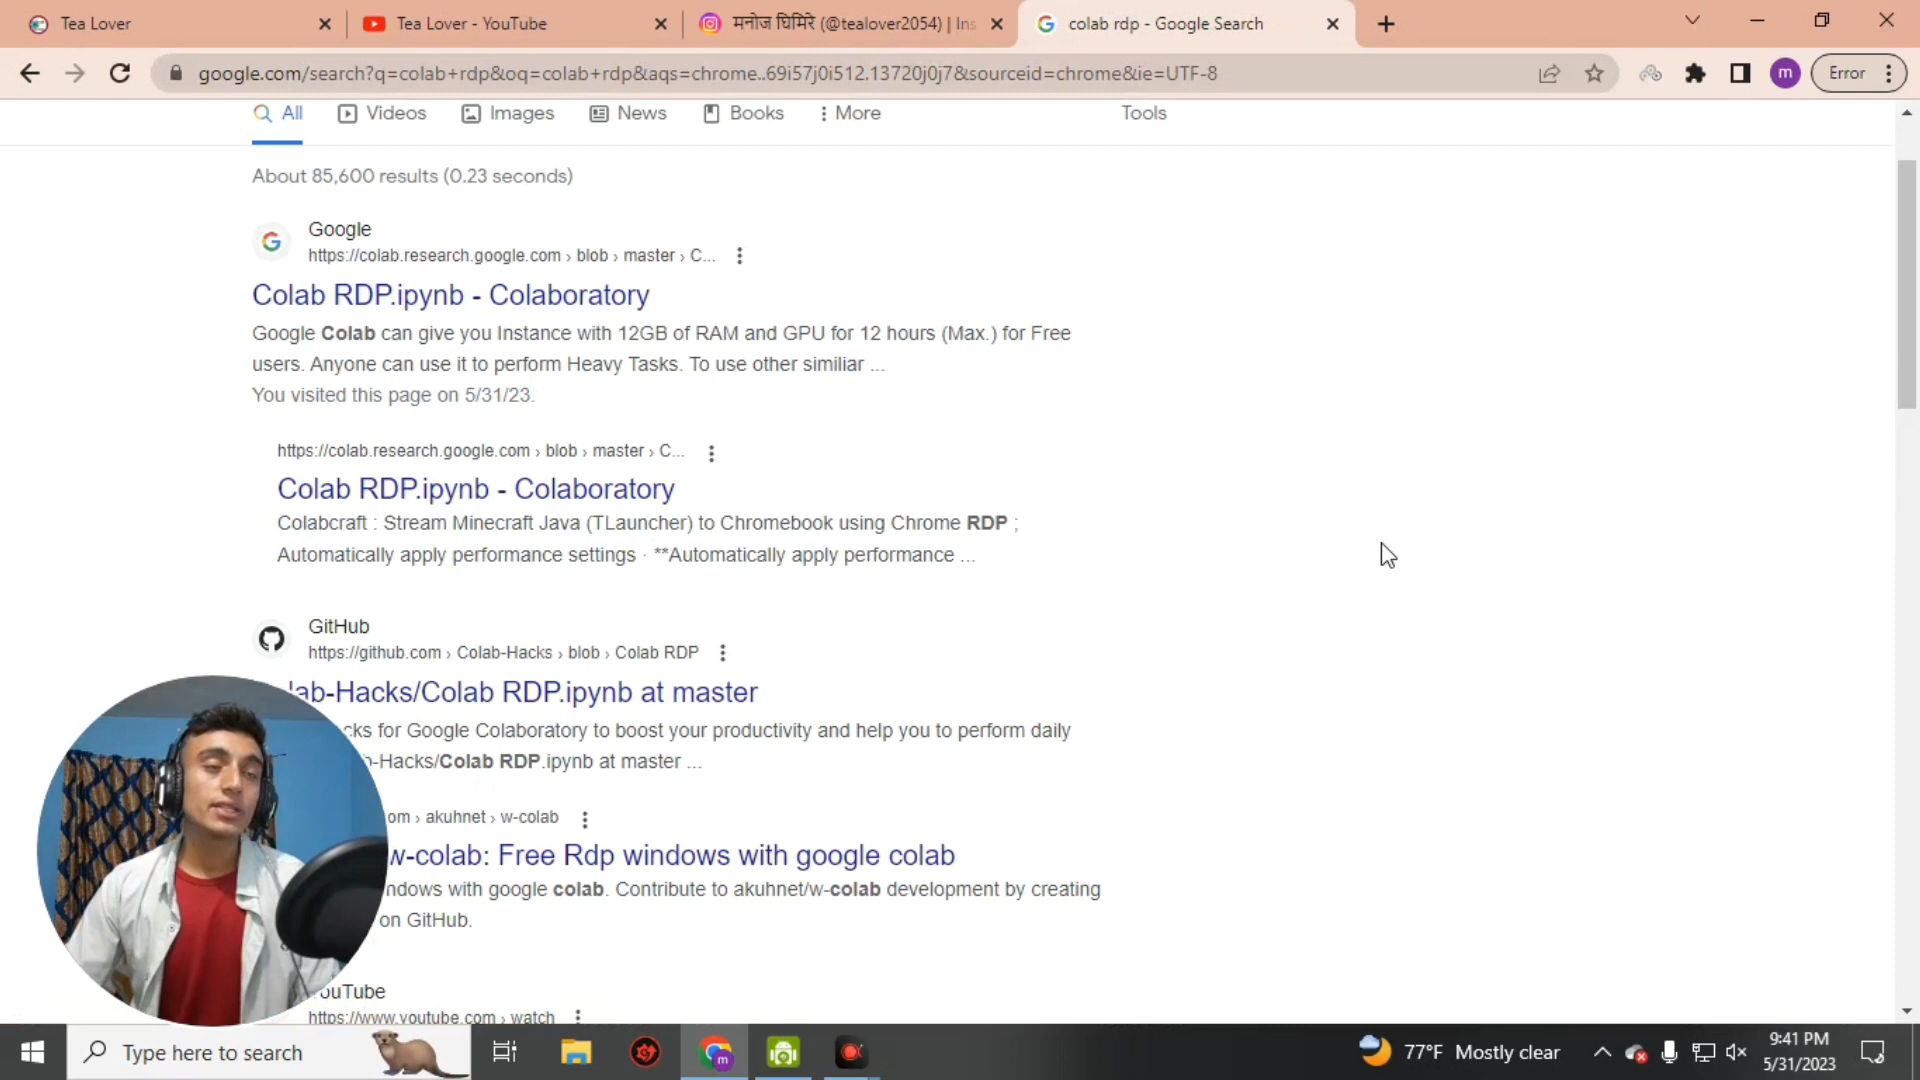 Tea Lover
Tea Lover - YouTube
मनोज घिमिरे (@tealover2054) | Ins
colab rdp - Google Search
google.com/search?q=colab+rdp&oq=colab+rdp&aqs=chrome..69i57j0i512.13720j0j7&sourceid=chrome&ie=UTF-8
m
Error
All
Videos
Images
News
Books
More
Tools
About 85,600 results (0.23 seconds)
Google
https://colab.research.google.com › blob › master › C...
Colab RDP.ipynb - Colaboratory
Google Colab can give you Instance with 12GB of RAM and GPU for 12 hours (Max.) for Free
users. Anyone can use it to perform Heavy Tasks. To use other similiar ...
You visited this page on 5/31/23.
https://colab.research.google.com › blob › master › C...
Colab RDP.ipynb - Colaboratory
Colabcraft : Stream Minecraft Java (TLauncher) to Chromebook using Chrome RDP ;
Automatically apply performance settings · **Automatically apply performance ...
GitHub
https://github.com › Colab-Hacks › blob › Colab RDP
lab-Hacks/Colab RDP.ipynb at master
cks for Google Colaboratory to boost your productivity and help you to perform daily
b-Hacks/Colab RDP.ipynb at master ...
om › akuhnet › w-colab
w-colab: Free Rdp windows with google colab
ndows with google colab. Contribute to akuhnet/w-colab development by creating
on GitHub.
ouTube
https://www.youtube.com › watch
Type here to search
m
77°F Mostly clear
9:41 PM
5/31/2023